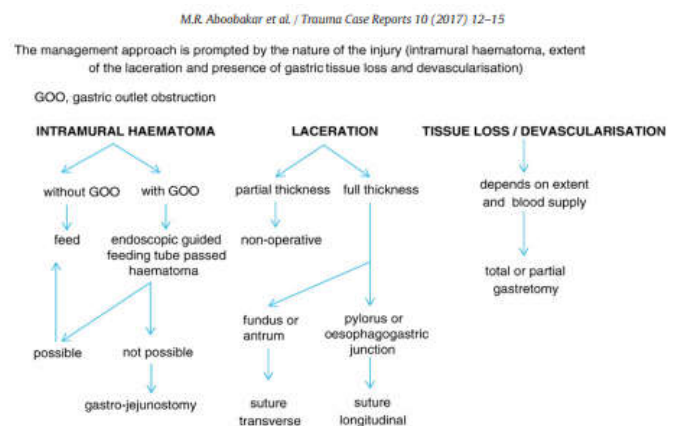 M.R. Aboobakar et al. / Trauma Case Reports 10 (2017) 12–15
The management approach is prompted by the nature of the injury (intramural haematoma, extent
of the laceration and presence of gastric tissue loss and devascularisation)
GOO, gastric outlet obstruction
INTRAMURAL HAEMATOMA
LACERATION
TISSUE LOSS / DEVASCULARISATION
without GOO
with GOO
partial thickness
full thickness
depends on extent
and blood supply
feed
endoscopic guided
feeding tube passed
haematoma
non-operative
total or partial
gastretomy
fundus or
antrum
pylorus or
oesophagogastric
junction
possible
not possible
gastro-jejunostomy
suture
transverse
suture
longitudinal